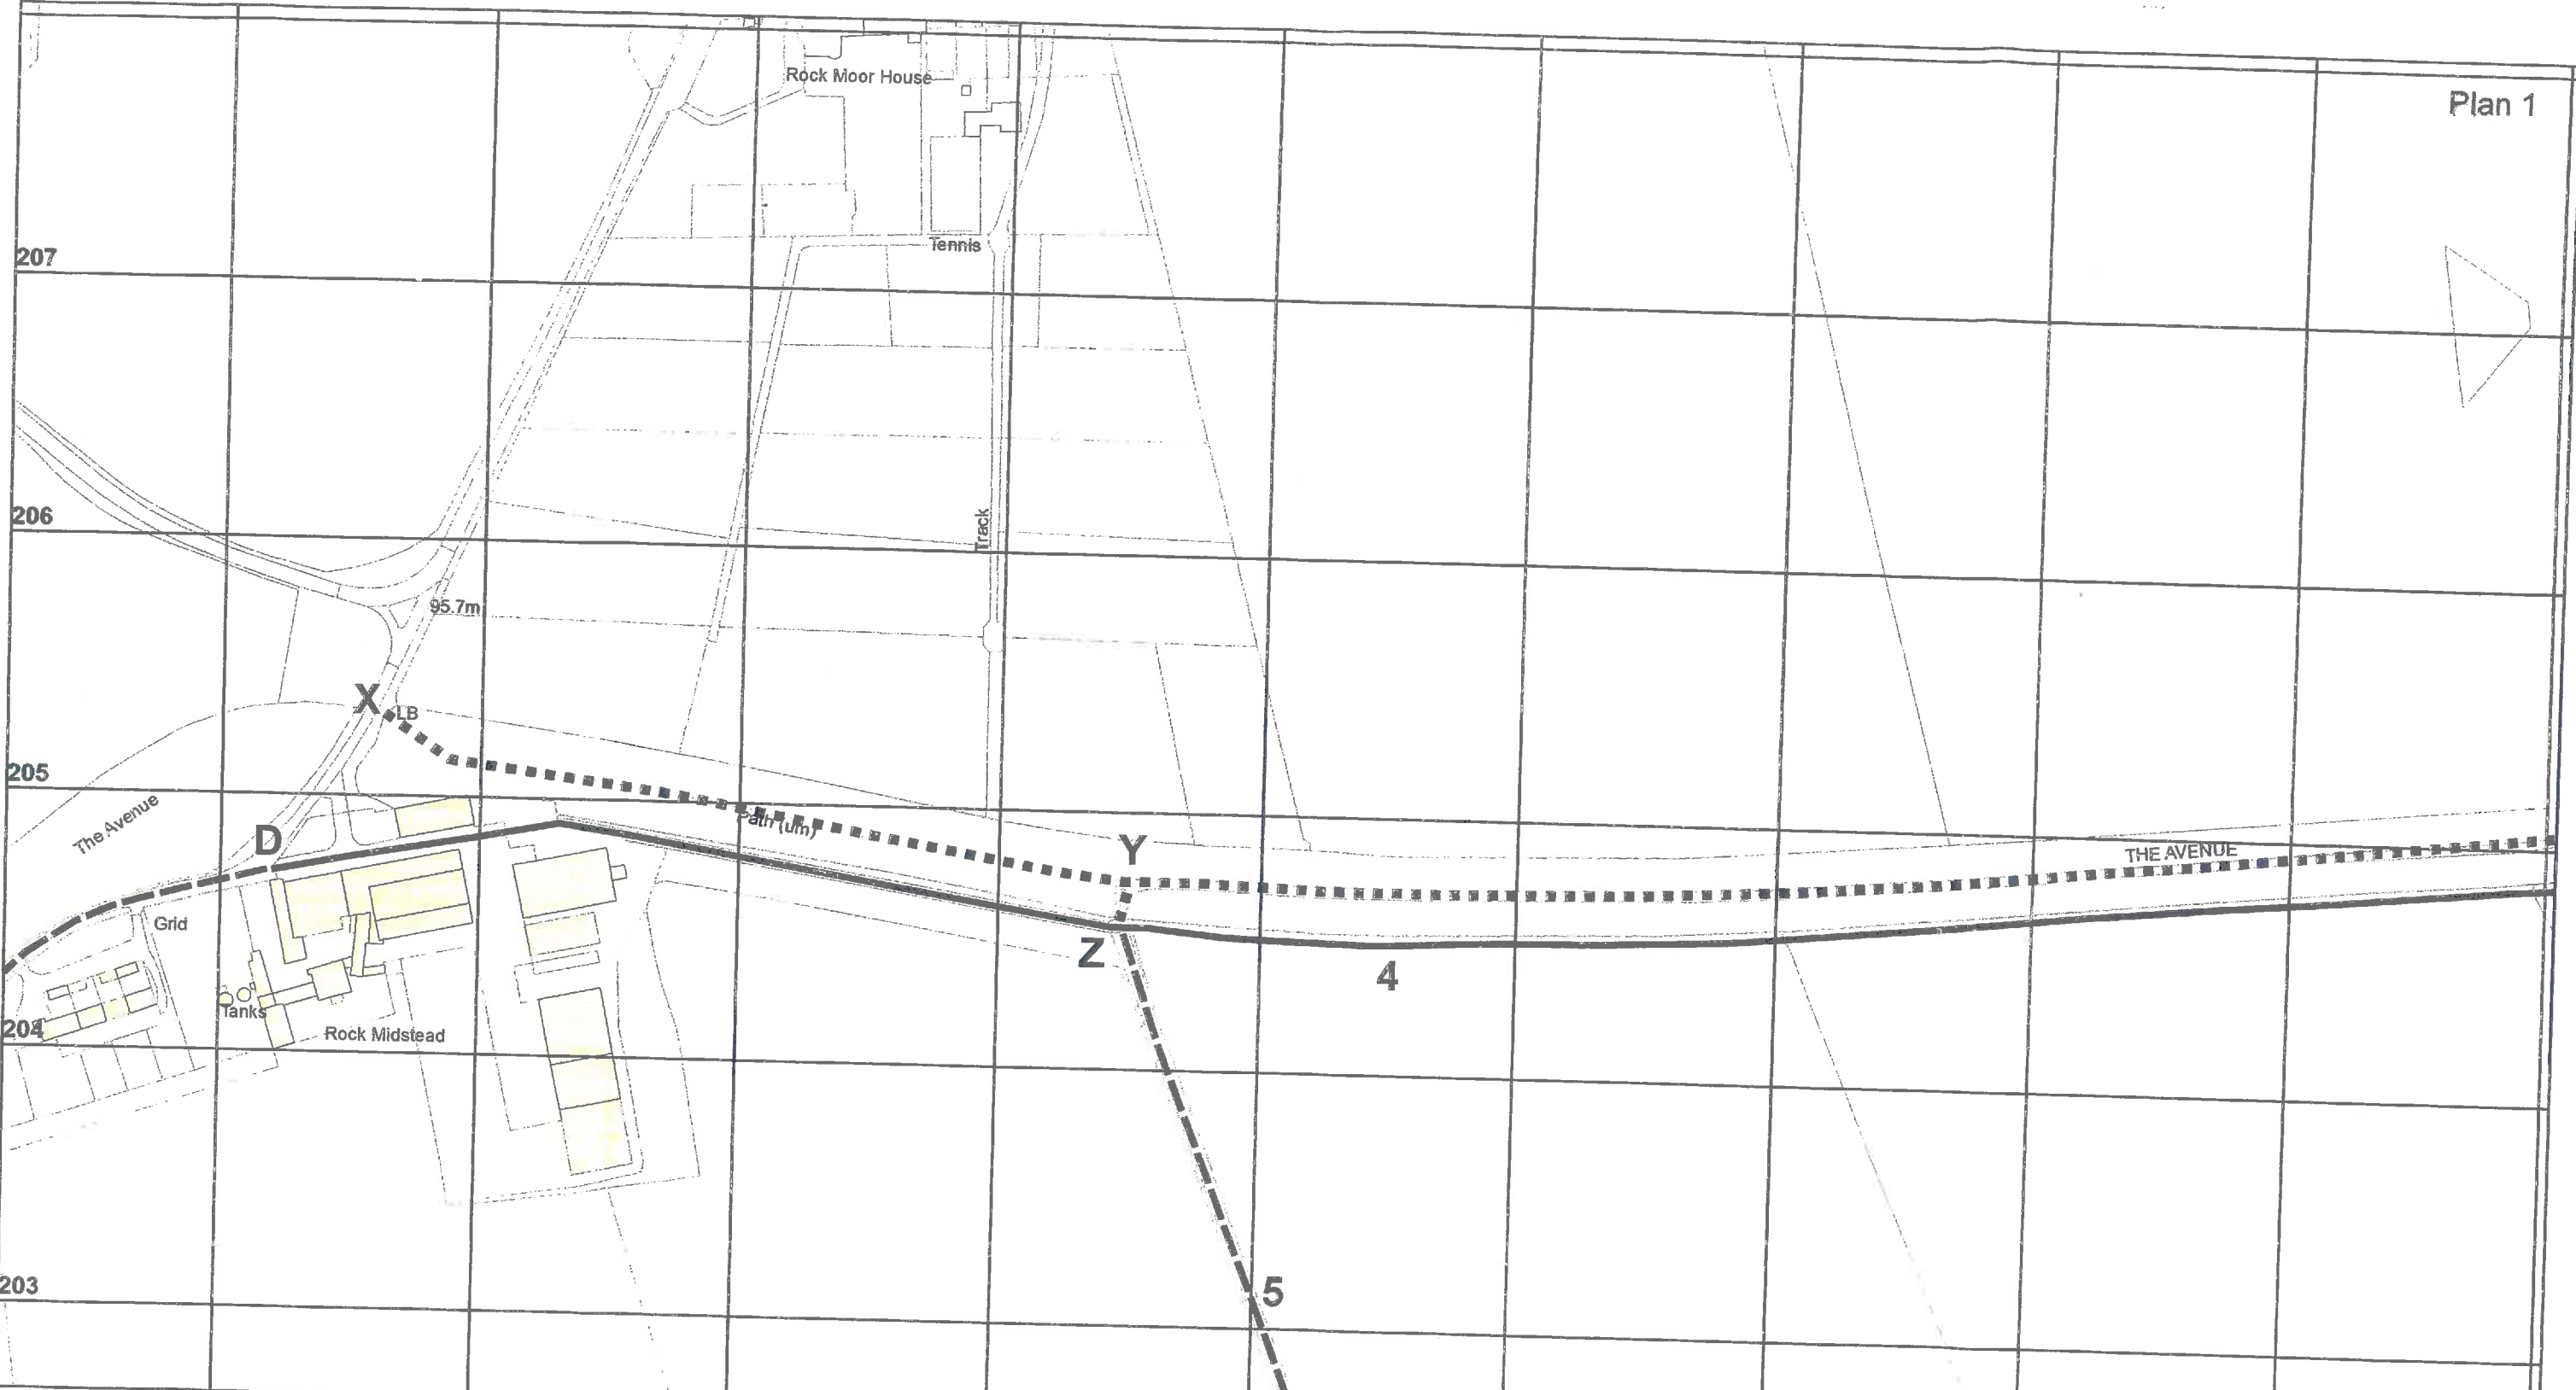 Rock Moor House
Plan 1
Tennis
207
206
Track
95.7m
X
LB
205
The Avenue
Path (um)
D
Y
THE AVENUE
Grid
Z
4
Tanks
204
Rock Midstead
203
5